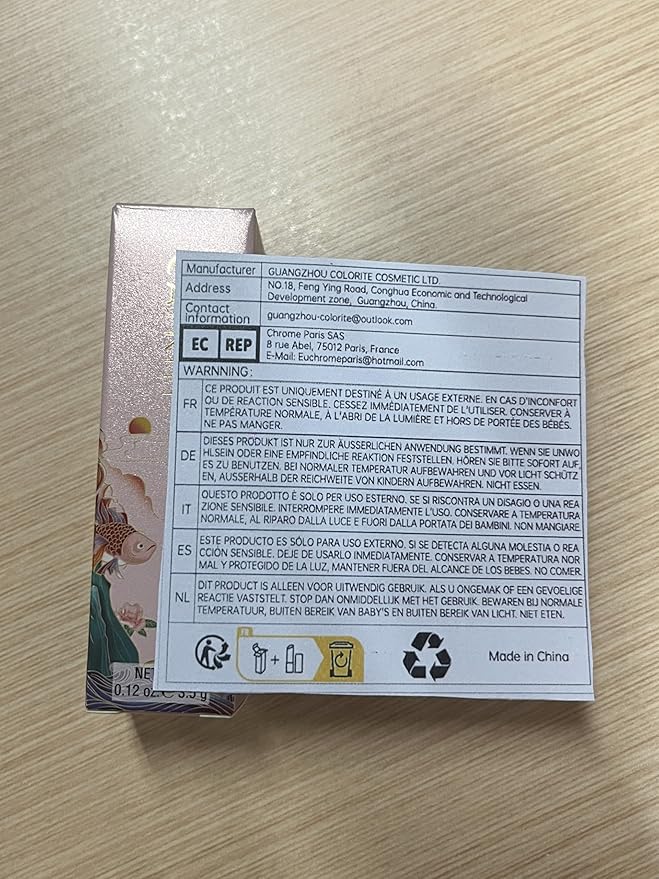 Manufacturer GUANGZHOU COLORITE COSMETIC LTD.
Address NO.18, Feng Ying Road, Conghua Economic and Technological
Development zone, Guangzhou, China.
Contact
information guangzhou-colorite@outlook.com
EC REP
Chrome Paris SAS
8 rue Abel, 75012 Paris, France
E-Mail: Euchromeparis@hotmail.com
WARNNING:
FR
CE PRODUIT EST UNIQUEMENT DESTINÉ À UN USAGE EXTERNE. EN CAS D'INCONFORT
OU DE REACTION SENSIBLE. CESSEZ IMMÉDIATEMENT DE L'UTILISER. CONSERVER À
TEMPÉRATURE NORMALE, À L'ABRI DE LA LUMIÈRE ET HORS DE PORTÉE DES BÉBÉS.
NE PAS MANGER.
DE
DIESES PRODUKT IST NUR ZUR ÄUSSERLICHEN ANWENDUNG BESTIMMT. WENN SIE UNWO
HLSEIN ODER EINE EMPFINDLICHE REAKTION FESTSTELLEN. HÖREN SIE BITTE SOFORT AUF,
ES ZU BENUTZEN. BEI NORMALER TEMPERATUR AUFBEWAHREN UND VOR LICHT SCHÜTZ
EN, AUSSERHALB DER REICHWEITE VON KINDERN AUFBEWAHREN. NICHT ESSEN.
IT
QUESTO PRODOTTO È SOLO PER USO ESTERNO. SE SI RISCONTRA UN DISAGIO O UNA REA
ZIONE SENSIBILE. INTERROMPERE IMMEDIATAMENTE L'USO. CONSERVARE A TEMPERATURA
NORMALE, AL RIPARO DALLA LUCE E FUORI DALLA PORTATA DEI BAMBINI. NON MANGIARE.
ES
ESTE PRODUCTO ES SÓLO PARA USO EXTERNO. SI SE DETECTA ALGUNA MOLESTIA O REA
CCIÓN SENSIBLE. DEJE DE USARLO INMEDIATAMENTE. CONSERVAR A TEMPERATURA NOR
MAL Y PROTEGIDO DE LA LUZ, MANTENER FUERA DEL ALCANCE DE LOS BEBES. NO COMER.
NL
DIT PRODUCT IS ALLEEN VOOR UITWENDIG GEBRUIK. ALS U ONGEMAK OF EEN GEVOELIGE
REACTIE VASTSTELT. STOP DAN ONMIDDELLIJK MET HET GEBRUIK. BEWAREN BIJ NORMALE
TEMPERATUUR, BUITEN BEREIK VAN BABY'S EN BUITEN BEREIK VAN LICHT. NIET ETEN.
FR
Made in China
NE
0.12 oz. ℮ 3.5 g